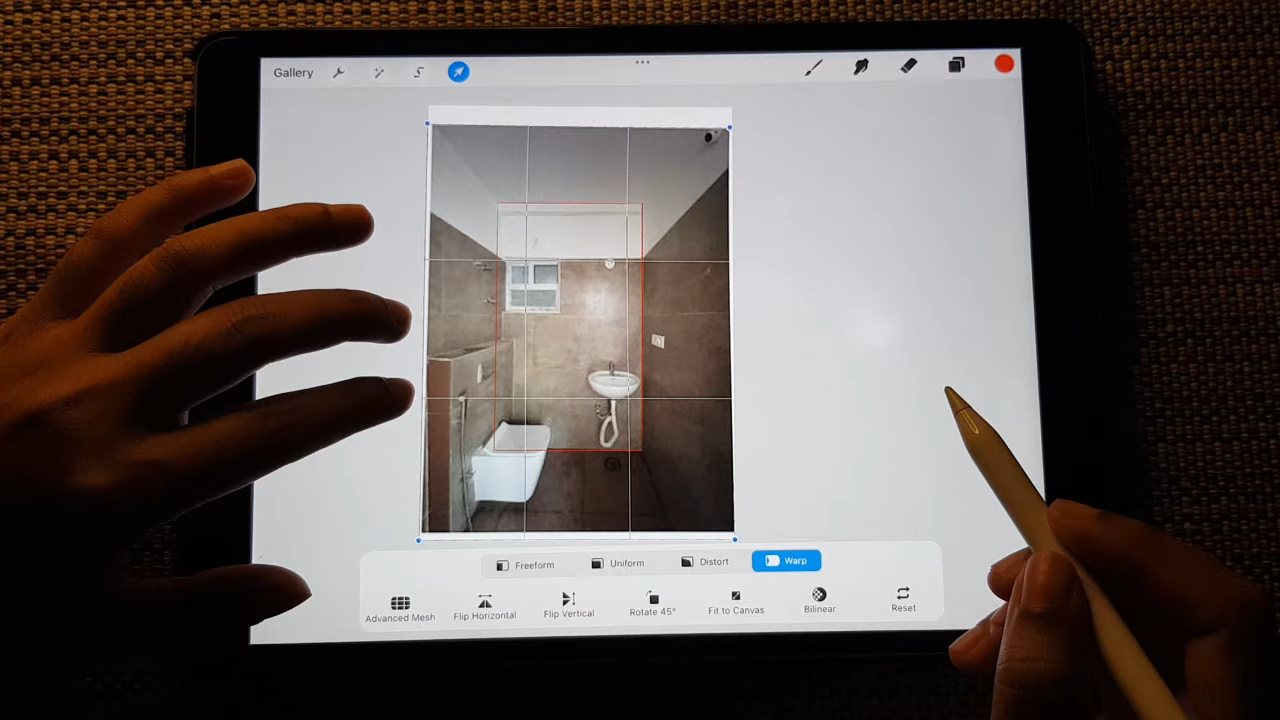 Gallery
Freeform Uniform Distort Warp
Advanced Mesh Flip Horizontal Flip Vertical Rotate 45° Fit to Canvas Bilinear Reset